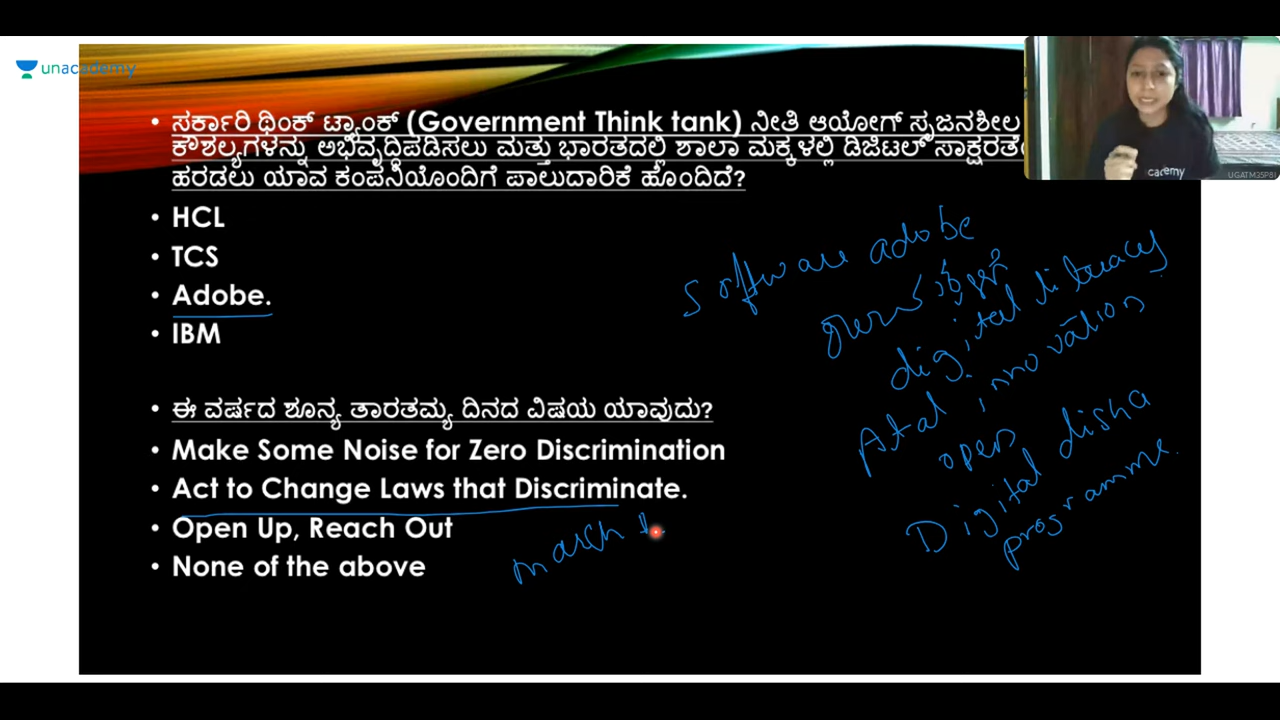 unacademy
• ಸರ್ಕಾರಿ ಥಿಂಕ್ ಟ್ಯಾಂಕ್ (Government Think tank) ನೀತಿ ಆಯೋಗ್ ಸೃಜನಶೀಲ
ಕೌಶಲ್ಯಗಳನ್ನು ಅಭಿವೃದ್ಧಿಪಡಿಸಲು ಮತ್ತು ಭಾರತದಲ್ಲಿ ಶಾಲಾ ಮಕ್ಕಳಲ್ಲಿ ಡಿಜಿಟಲ್
ಹರಡಲು ಯಾವ ಕಂಪನಿಯೊಂದಿಗೆ ಪಾಲುದಾರಿಕೆ ಹೊಂದಿದೆ?
• HCL
• TCS
• Adobe.
• IBM
• ಈ ವರ್ಷದ ಶೂನ್ಯ ತಾರತಮ್ಯ ದಿನದ ವಿಷಯ ಯಾವುದು?
• Make Some Noise for Zero Discrimination
• Act to Change Laws that Discriminate.
• Open Up, Reach Out
• None of the above
software adobe
digital literacy
Atal innovation
open
Digital disha
programme.
march
cademy
UGATM35P8J